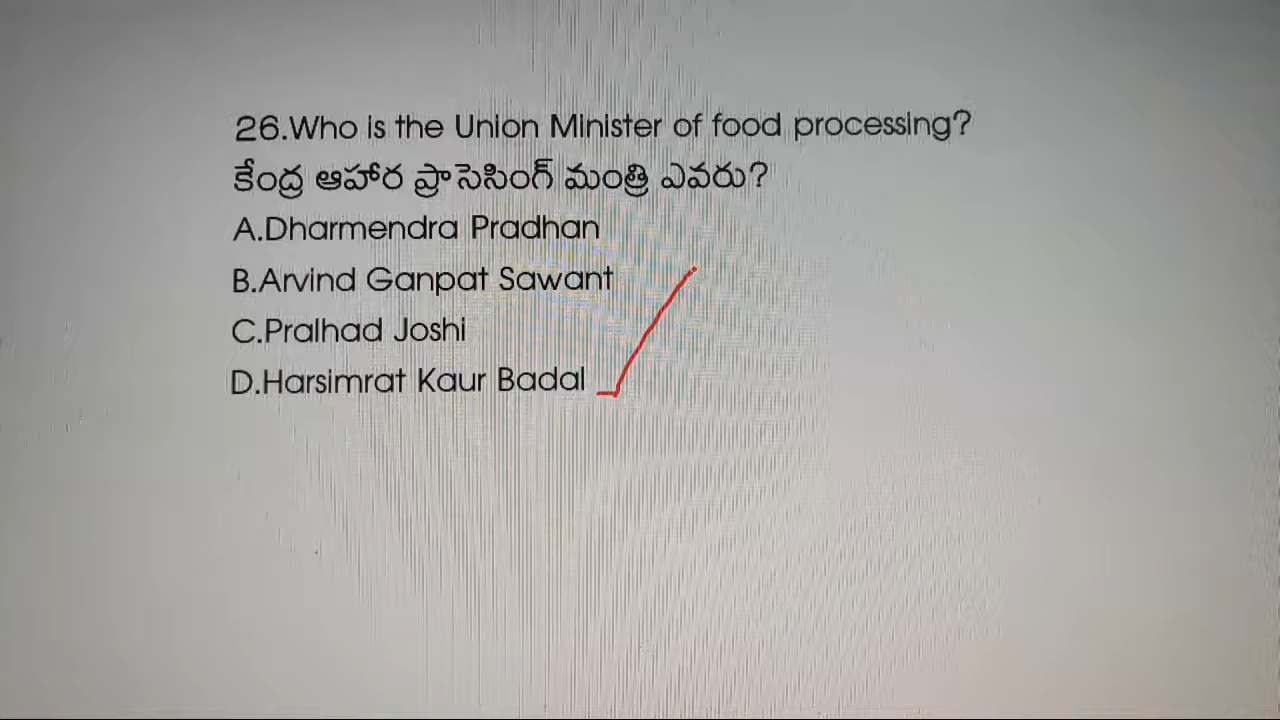 26.Who is the Union Minister of food processing?
కేంద్ర ఆహార ప్రాసెసింగ్ మంత్రి ఎవరు?
A.Dharmendra Pradhan
B.Arvind Ganpat Sawant
C.Pralhad Joshi
D.Harsimrat Kaur Badal